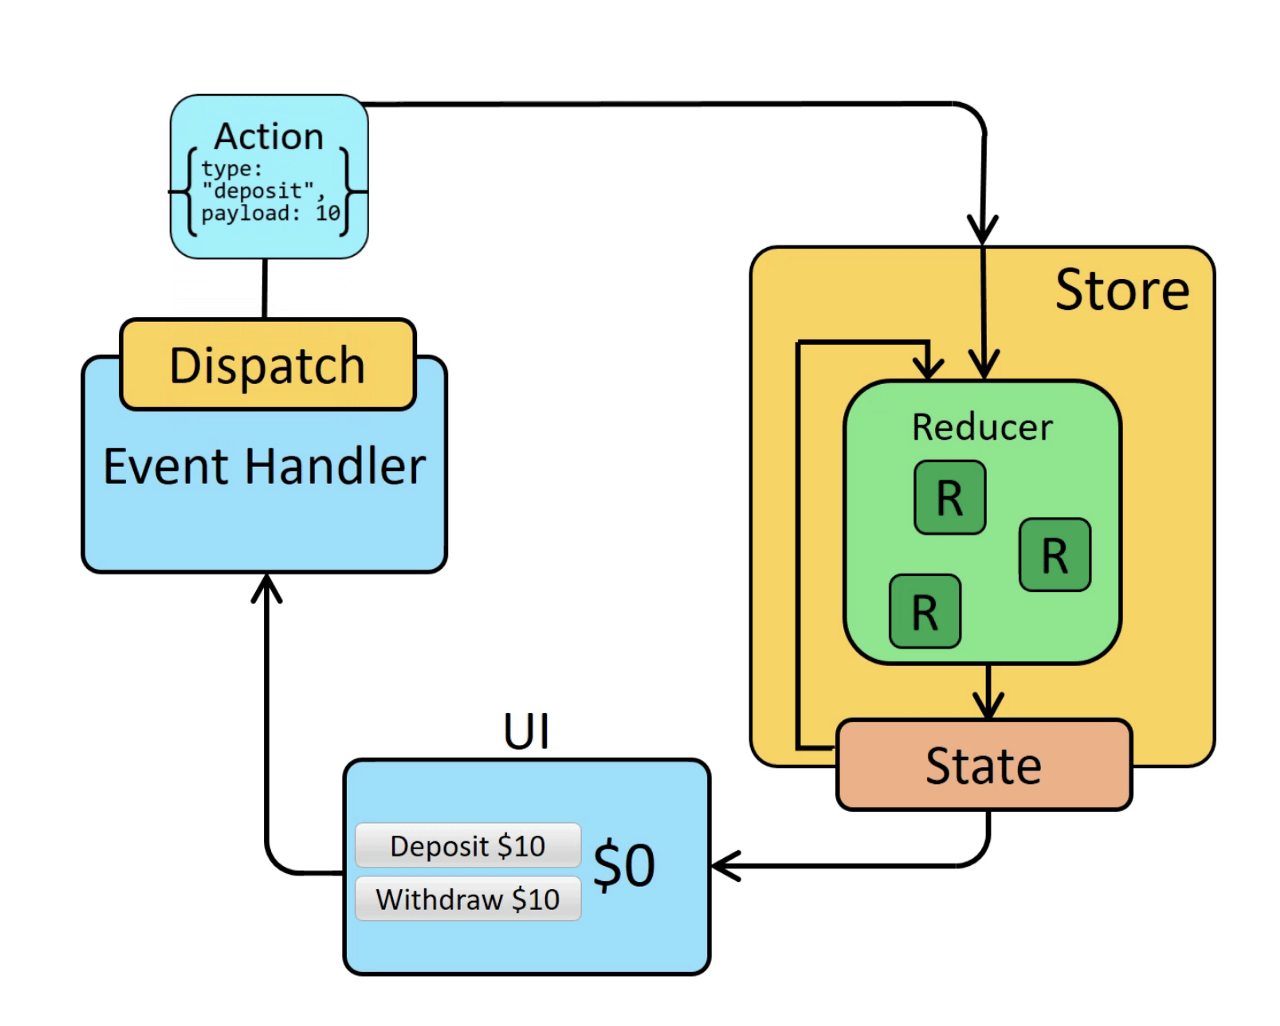 Action
{type:
"deposit",
payload: 10}
Dispatch
Event Handler
Store
Reducer
R
R
R
State
UI
Deposit $10
$0
Withdraw $10